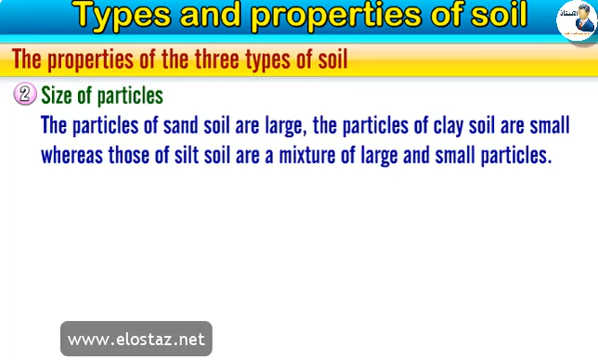 Types and properties of soil
الأستاذ
The properties of the three types of soil
2 Size of particles
The particles of sand soil are large, the particles of clay soil are small
whereas those of silt soil are a mixture of large and small particles.
www.elostaz.net